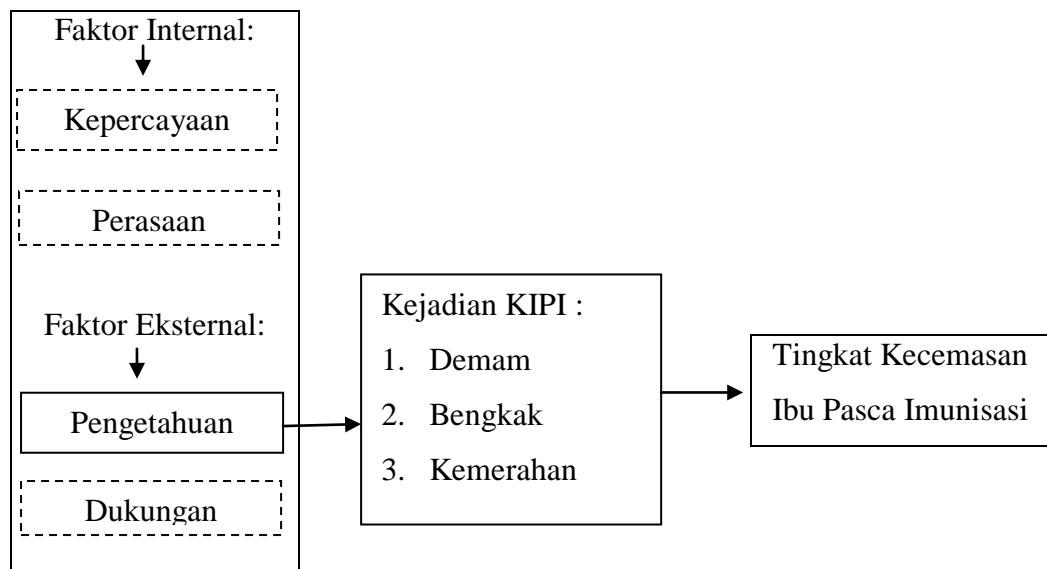 Faktor Internal:
Kepercayaan
Perasaan
Faktor Eksternal:
Pengetahuan
Dukungan
Kejadian KIPI :
1. Demam
2. Bengkak
3. Kemerahan
Tingkat Kecemasan
Ibu Pasca Imunisasi